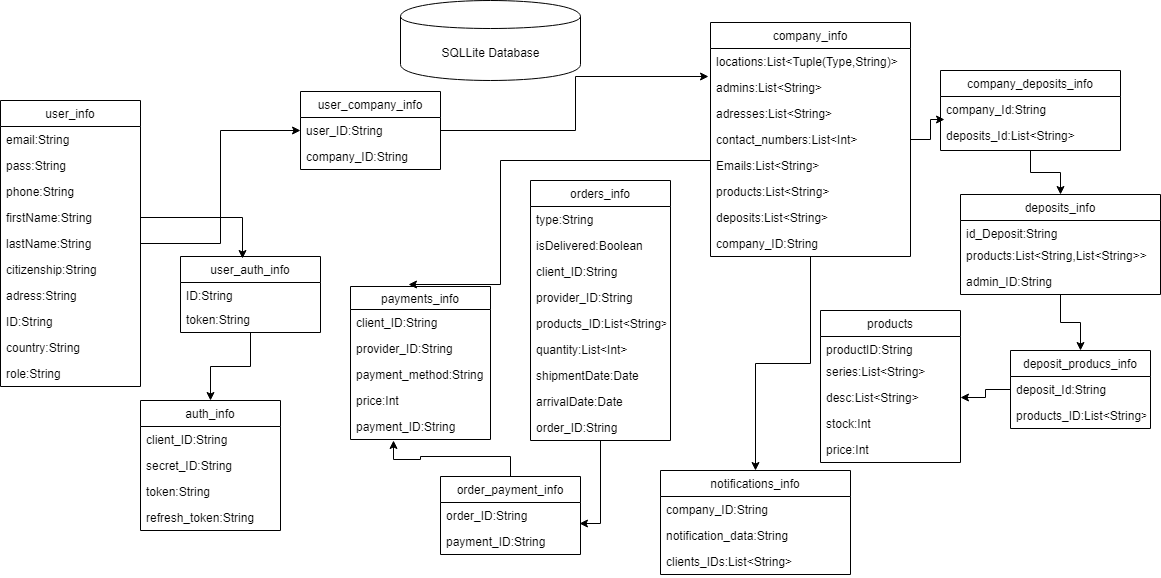 SQLLite Database
user_info
email:String
pass:String
phone:String
firstName:String
lastName:String
citizenship:String
adress:String
ID:String
country:String
role:String
user_company_info
user_ID:String
company_ID:String
user_auth_info
ID:String
token:String
auth_info
client_ID:String
secret_ID:String
token:String
refresh_token:String
payments_info
client_ID:String
provider_ID:String
payment_method:String
price:Int
payment_ID:String
orders_info
type:String
isDelivered:Boolean
client_ID:String
provider_ID:String
products_ID:List<String>
quantity:List<Int>
shipmentDate:Date
arrivalDate:Date
order_ID:String
order_payment_info
order_ID:String
payment_ID:String
company_info
locations:List<Tuple(Type,String)>
admins:List<String>
adresses:List<String>
contact_numbers:List<Int>
Emails:List<String>
products:List<String>
deposits:List<String>
company_ID:String
company_deposits_info
company_Id:String
deposits_Id:List<String>
deposits_info
id_Deposit:String
products:List<String,List<String>>
admin_ID:String
deposit_producs_info
deposit_Id:String
products_ID:List<String>
products
productID:String
series:List<String>
desc:List<String>
stock:Int
price:Int
notifications_info
company_ID:String
notification_data:String
clients_IDs:List<String>